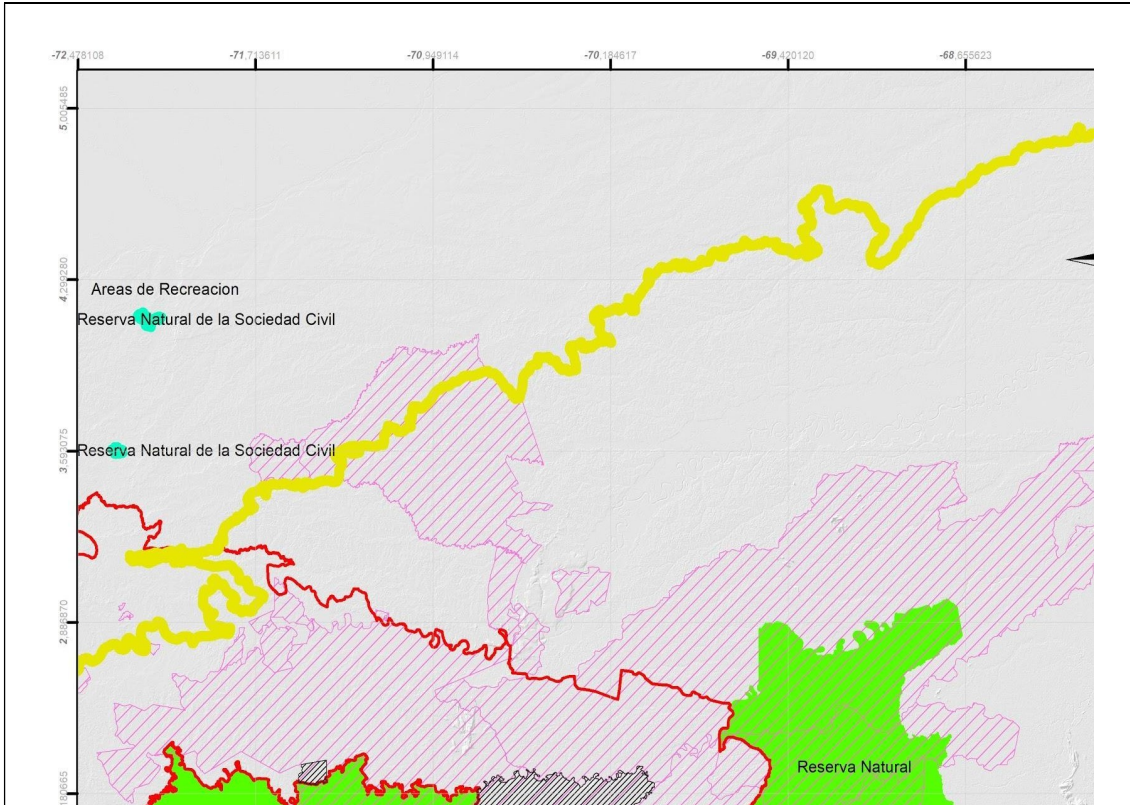 -72,478108 -71,713611 -70,949114 -70,184617 -69,420120 -68,655623
5,005485
4,299280
Areas de Recreacion
Reserva Natural de la Sociedad Civil
3,593075
Reserva Natural de la Sociedad Civil
2,886870
Reserva Natural